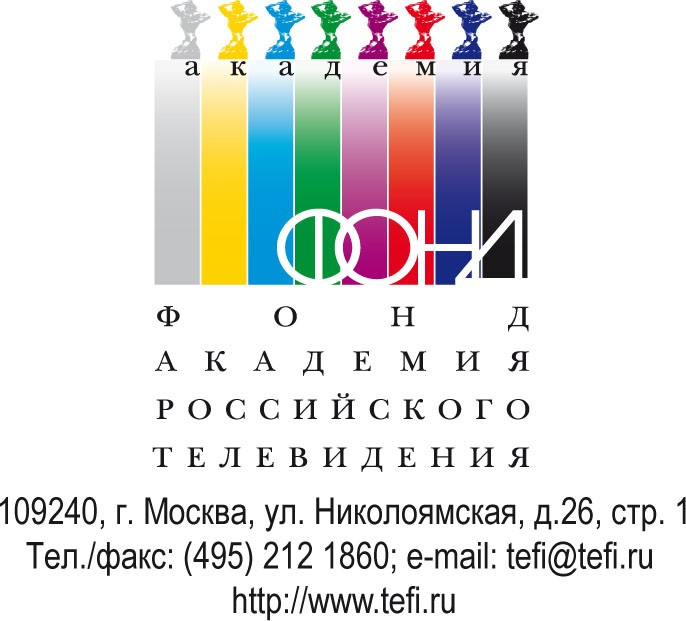 академия
ФОНД
ФОНД
АКАДЕМИЯ
РОССИЙСКОГО
ТЕЛЕВИДЕНИЯ
109240, г. Москва, ул. Николоямская, д.26, стр. 1
Тел./факс: (495) 212 1860; e-mail: tefi@tefi.ru
http://www.tefi.ru